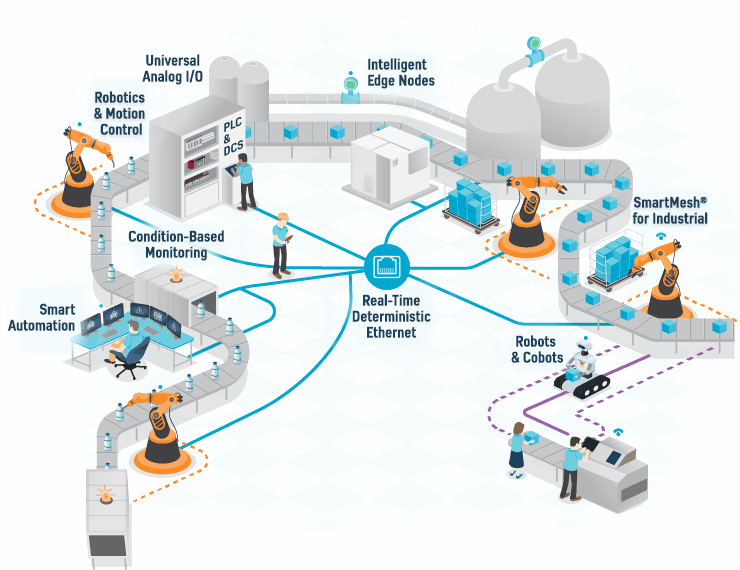 Universal
Analog I/O
Intelligent
Edge Nodes
Robotics
& Motion
Control
PLC
&
DCS
SmartMesh®
for Industrial
Condition-Based
Monitoring
Real-Time
Deterministic
Ethernet
Smart
Automation
Robots
& Cobots